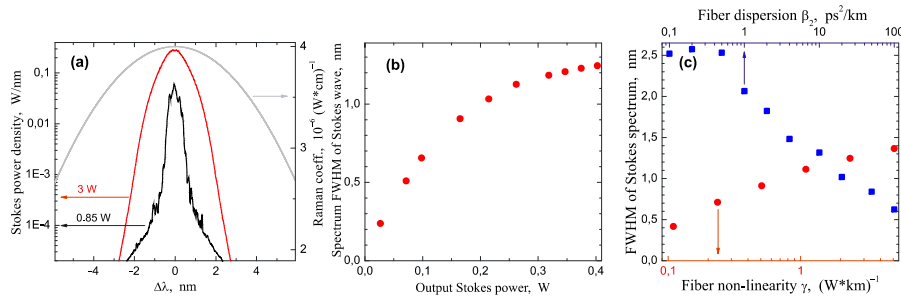 (a)
Stokes power density, W/nm
0,1
0,01
1E-3
1E-4
3 W
0.85 W
−4 −2 0 2 4
Δλ, nm
4
3
2
Raman coeff., 10⁻⁶ (W*cm)⁻¹
(b)
Spectrum FWHM of Stokes wave, nm
1,0
0,5
0,0
0,0 0,1 0,2 0,3 0,4
Output Stokes power, W
Fiber dispersion β₂, ps²/km
0,1 1 10 100
(c)
FWHM of Stokes spectrum, nm
2,5
2,0
1,5
1,0
0,5
0,0
0,1 1
Fiber non-linearity γ, (W*km)⁻¹